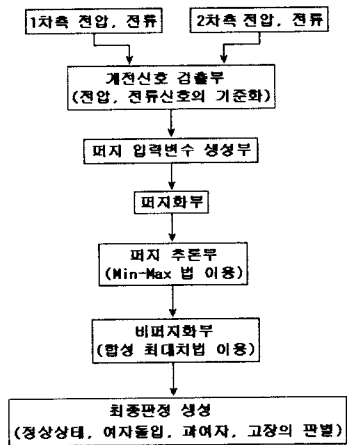 1차측 전압, 전류
2차측 전압, 전류
계전신호 검출부
(전압, 전류신호의 기준화)
퍼지 입력변수 생성부
퍼지화부
퍼지 추론부
(Min-Max 법 이용)
비퍼지화부
(합성 최대치법 이용)
최종판정 생성
(정상상태, 여자돌입, 과여자, 고장의 판별)